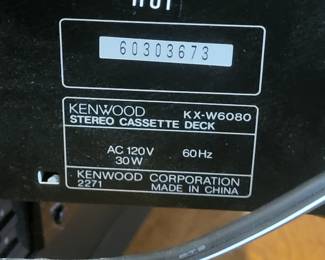 60303673
KENWOOD KX-W6080
STEREO CASSETTE DECK
AC 120V 60Hz
30W
KENWOOD CORPORATION
2271 MADE IN CHINA